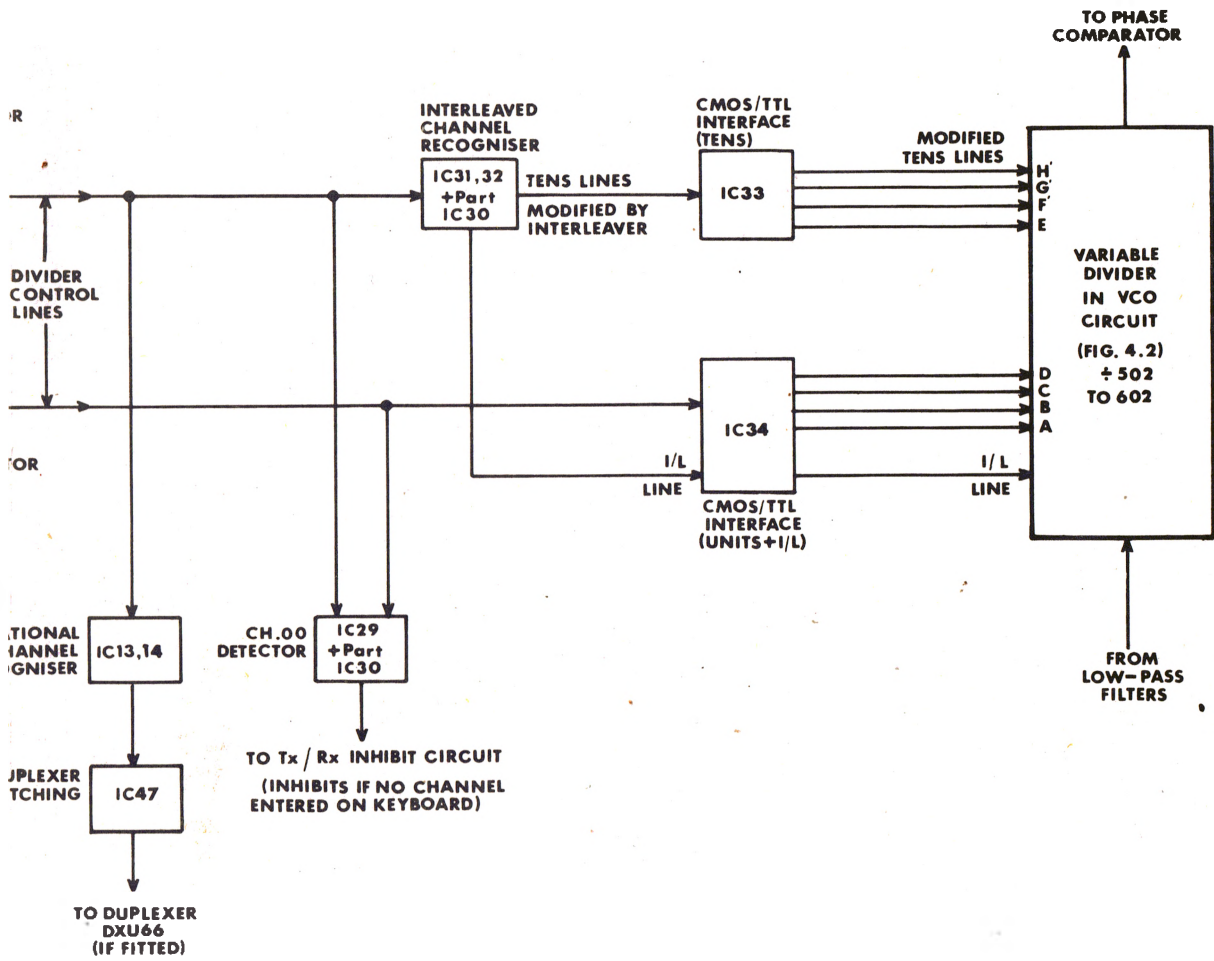 TO PHASE
COMPARATOR
INTERLEAVED
CHANNEL
RECOGNISER
CMOS/TTL
INTERFACE
(TENS)
MODIFIED
TENS LINES
IC31,32
+Part
IC30
TENS LINES
MODIFIED BY
INTERLEAVER
IC33
H'
G'
F'
E
DIVIDER
CONTROL
LINES
VARIABLE
DIVIDER
IN VCO
CIRCUIT
(FIG. 4.2)
÷502
TO 602
D
C
B
A
IC34
I/L
LINE
I/L
LINE
CMOS/TTL
INTERFACE
(UNITS+I/L)
IC13,14
CH.00
DETECTOR
IC29
+Part
IC30
FROM
LOW-PASS
FILTERS
TO Tx / Rx INHIBIT CIRCUIT
(INHIBITS IF NO CHANNEL
ENTERED ON KEYBOARD)
IC47
TO DUPLEXER
DXU66
(IF FITTED)